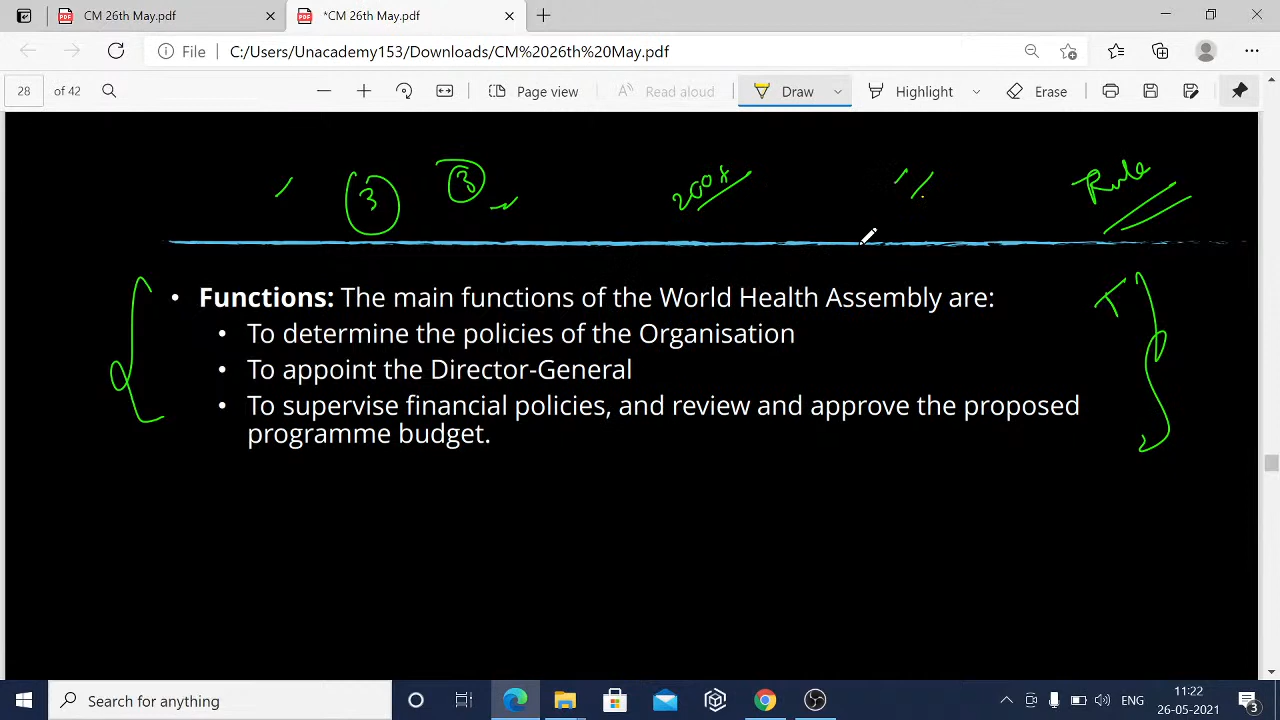 CM 26th May.pdf
*CM 26th May.pdf
File C:/Users/Unacademy153/Downloads/CM%2026th%20May.pdf
28 of 42 Page view Read aloud Draw Highlight Erase
3 3 Rule
• Functions: The main functions of the World Health Assembly are:
• To determine the policies of the Organisation
• To appoint the Director-General
• To supervise financial policies, and review and approve the proposed
programme budget.
Search for anything
ENG
11:22
26-05-2021
3